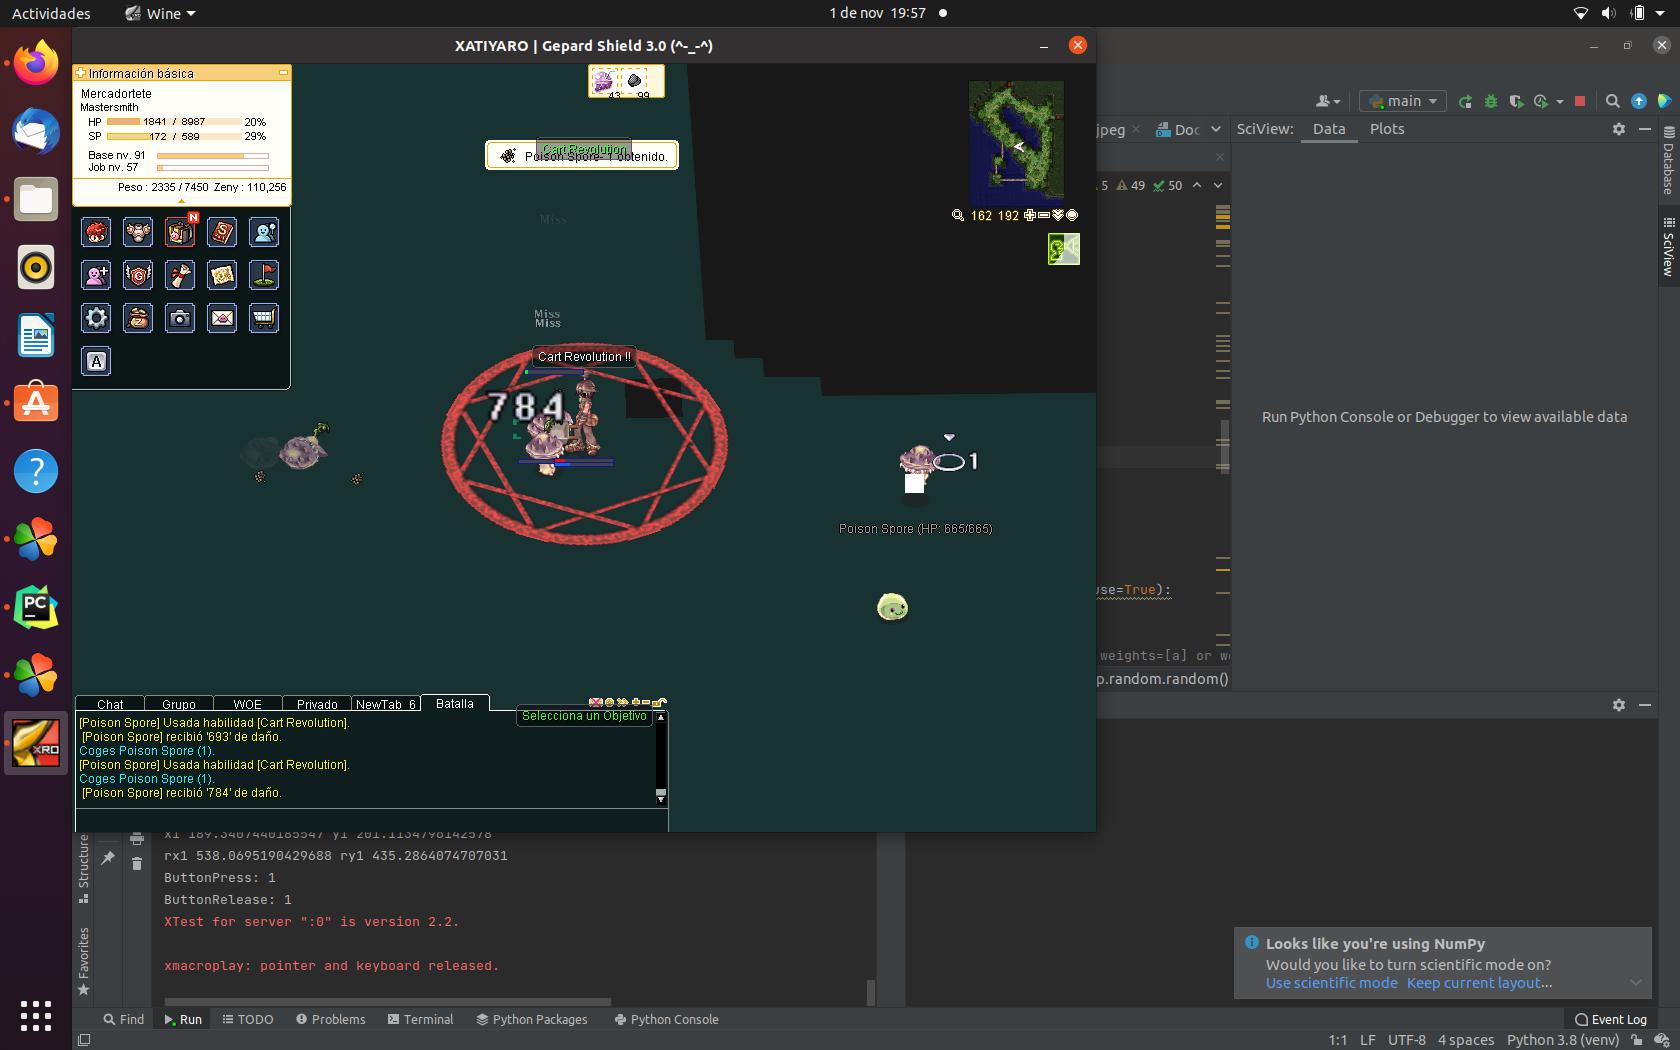 Actividades
Wine
1 de nov 19:57
XATIYARO | Gepard Shield 3.0 (^-_-^)
Información básica
Mercadortete
Mastersmith
HP 1841 / 8987 20%
SP 172 / 589 29%
Base nv. 91
Job nv. 57
Peso : 2335 / 7450 Zeny : 110,256
N
S
G
A
43 99
Cart Revolution
Poison Spore- 1 obtenido.
162 192
Miss
Miss
Miss
Cart Revolution !!
784
1
Poison Spore (HP: 665/665)
Chat Grupo WOE Privado NewTab_6 Batalla
Selecciona un Objetivo
[Poison Spore] Usada habilidad [Cart Revolution].
[Poison Spore] recibió '693' de daño.
Coges Poison Spore (1).
[Poison Spore] Usada habilidad [Cart Revolution].
Coges Poison Spore (1).
[Poison Spore] recibió '784' de daño.
main
jpeg
Doc
SciView: Data Plots
5 49 50
Database
SciView
Run Python Console or Debugger to view available data
use=True):
weights=[a] or we
p.random.random()
PC
XRO
x1 189.3407440185547 y1 201.1134796142578
rx1 538.0695190429688 ry1 435.2864074707031
ButtonPress: 1
ButtonRelease: 1
XTest for server ":0" is version 2.2.
xmacroplay: pointer and keyboard released.
Structure
Favorites
Looks like you're using NumPy
Would you like to turn scientific mode on?
Use scientific mode Keep current layout...
Find Run TODO Problems Terminal Python Packages Python Console
Event Log
1:1 LF UTF-8 4 spaces Python 3.8 (venv)